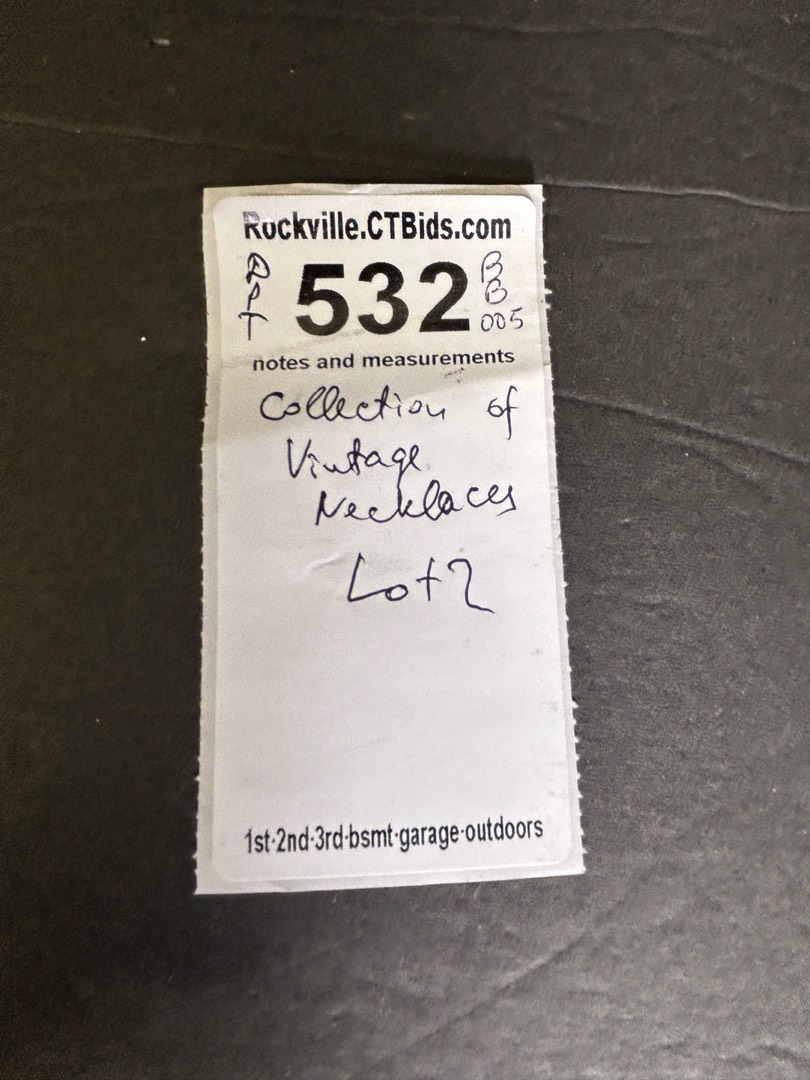 Rockville.CTBids.com
532
B
B
005
notes and measurements
Collection of
Vintage
Necklaces
Lot 2
1st·2nd·3rd·bsmt·garage·outdoors